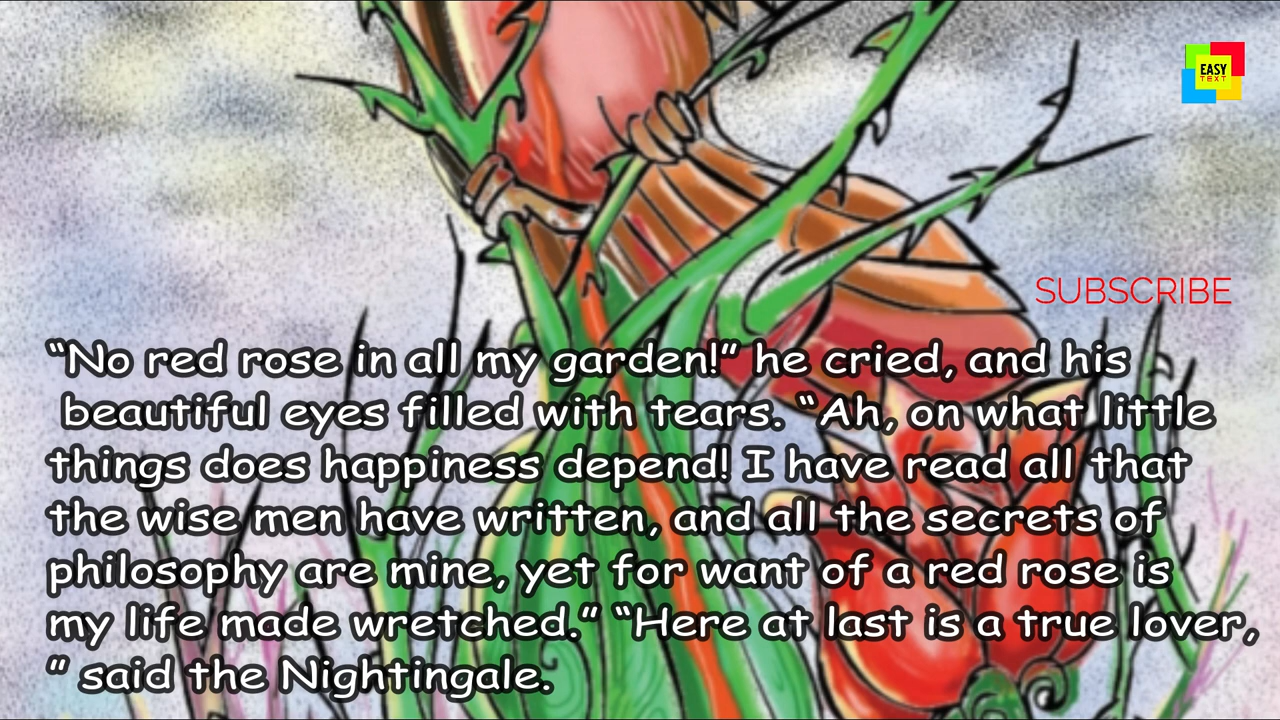 EASY
TEXT
SUBSCRIBE
“No red rose in all my garden!” he cried, and his
beautiful eyes filled with tears. “Ah, on what little
things does happiness depend! I have read all that
the wise men have written, and all the secrets of
philosophy are mine, yet for want of a red rose is
my life made wretched.” “Here at last is a true lover,
” said the Nightingale.